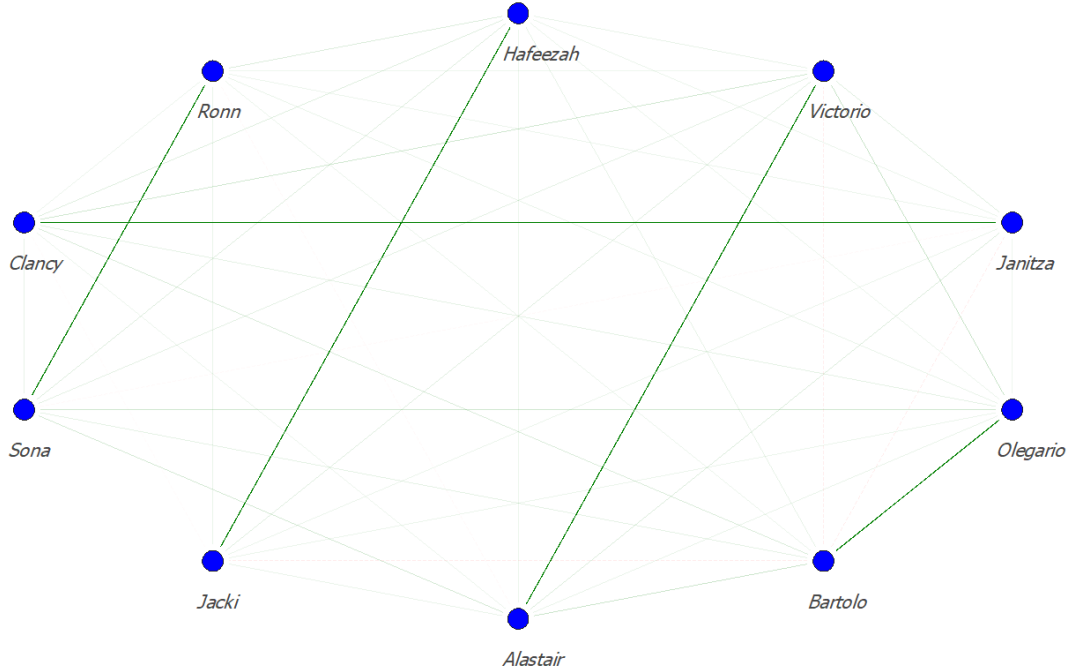 Hafeezah
Ronn
Victorio
Clancy
Janitza
Sona
Olegario
Jacki
Bartolo
Alastair